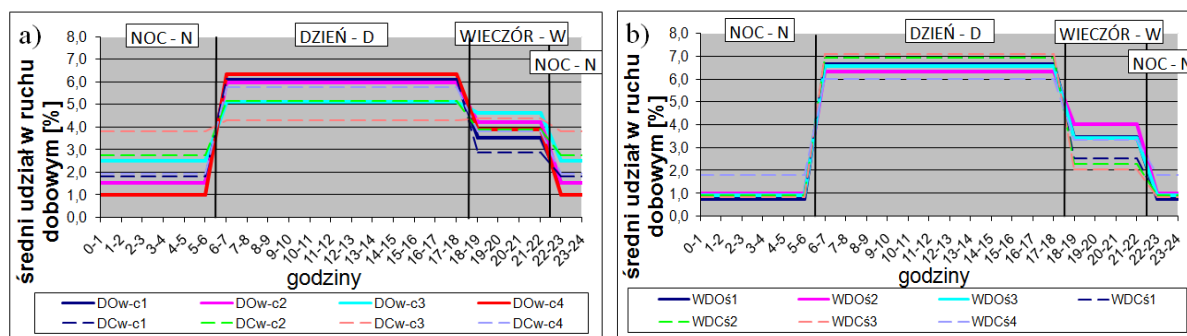 a)
NOC - N
DZIEŃ - D
WIECZÓR - W
NOC - N
średni udział w ruchu dobowym [%]
8,0
7,0
6,0
5,0
4,0
3,0
2,0
1,0
0,0
0-1 1-2 2-3 3-4 4-5 5-6 6-7 7-8 8-9 9-10 10-11 11-12 12-13 13-14 14-15 15-16 16-17 17-18 18-19 19-20 20-21 21-22 22-23 23-24
godziny
DOw-c1 DOw-c2 DOw-c3 DOw-c4
DCw-c1 DCw-c2 DCw-c3 DCw-c4
b)
NOC - N
DZIEŃ - D
WIECZÓR - W
NOC - N
średni udział w ruchu dobowym [%]
8,0
7,0
6,0
5,0
4,0
3,0
2,0
1,0
0,0
0-1 1-2 2-3 3-4 4-5 5-6 6-7 7-8 8-9 9-10 10-11 11-12 12-13 13-14 14-15 15-16 16-17 17-18 18-19 19-20 20-21 21-22 22-23 23-24
godziny
WDOś1 WDOś2 WDOś3 WDCś1
WDCś2 WDCś3 WDCś4